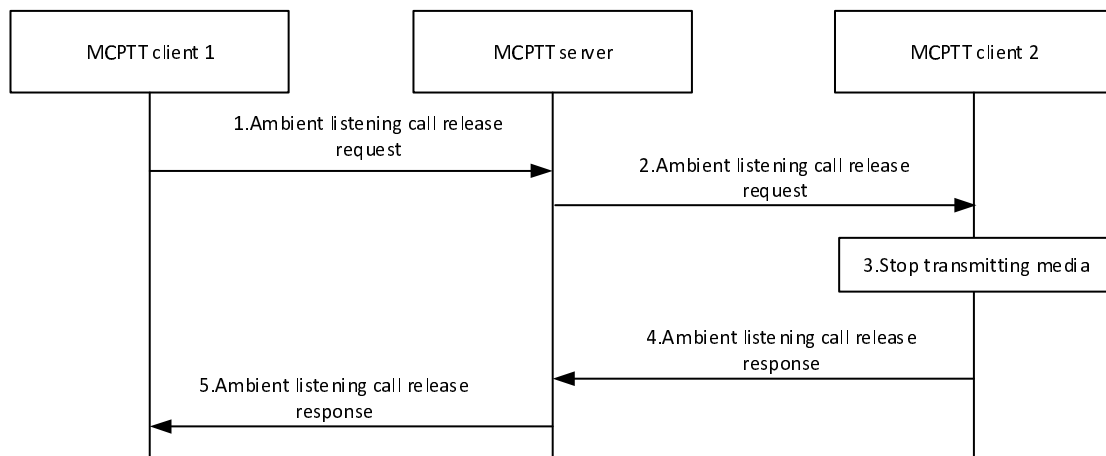 MCPTT client 1
MCPTT server
MCPTT client 2
1.Ambient listening call release
request
2.Ambient listening call release
request
3.Stop transmitting media
4.Ambient listening call release
response
5.Ambient listening call release
response